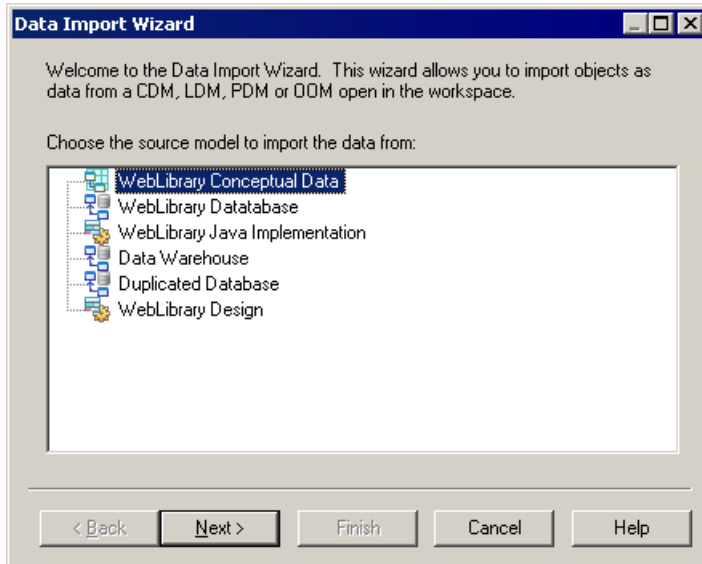 Data Import Wizard
Welcome to the Data Import Wizard. This wizard allows you to import objects as
data from a CDM, LDM, PDM or OOM open in the workspace.
Choose the source model to import the data from:
WebLibrary Conceptual Data
WebLibrary Datatabase
WebLibrary Java Implementation
Data Warehouse
Duplicated Database
WebLibrary Design
< Back Next > Finish Cancel Help